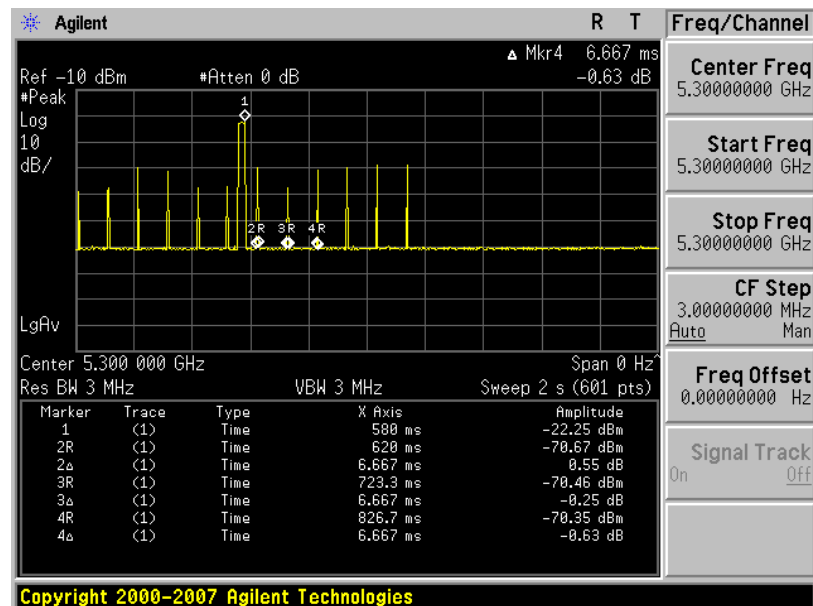 Agilent R T Freq/Channel
▵ Mkr4 6.667 ms
Ref -10 dBm #Atten 0 dB -0.63 dB
#Peak
Log
10
dB/
1
2R 3R 4R
LgAv
Center 5.300 000 GHz Span 0 Hz^
Res BW 3 MHz VBW 3 MHz Sweep 2 s (601 pts)
Marker Trace Type X Axis Amplitude
1 (1) Time 580 ms -22.25 dBm
2R (1) Time 620 ms -70.67 dBm
2▵ (1) Time 6.667 ms 0.55 dB
3R (1) Time 723.3 ms -70.46 dBm
3▵ (1) Time 6.667 ms -0.25 dB
4R (1) Time 826.7 ms -70.35 dBm
4▵ (1) Time 6.667 ms -0.63 dB
Copyright 2000-2007 Agilent Technologies
Center Freq
5.30000000 GHz
Start Freq
5.30000000 GHz
Stop Freq
5.30000000 GHz
CF Step
3.00000000 MHz
Auto Man
Freq Offset
0.00000000 Hz
Signal Track
On Off